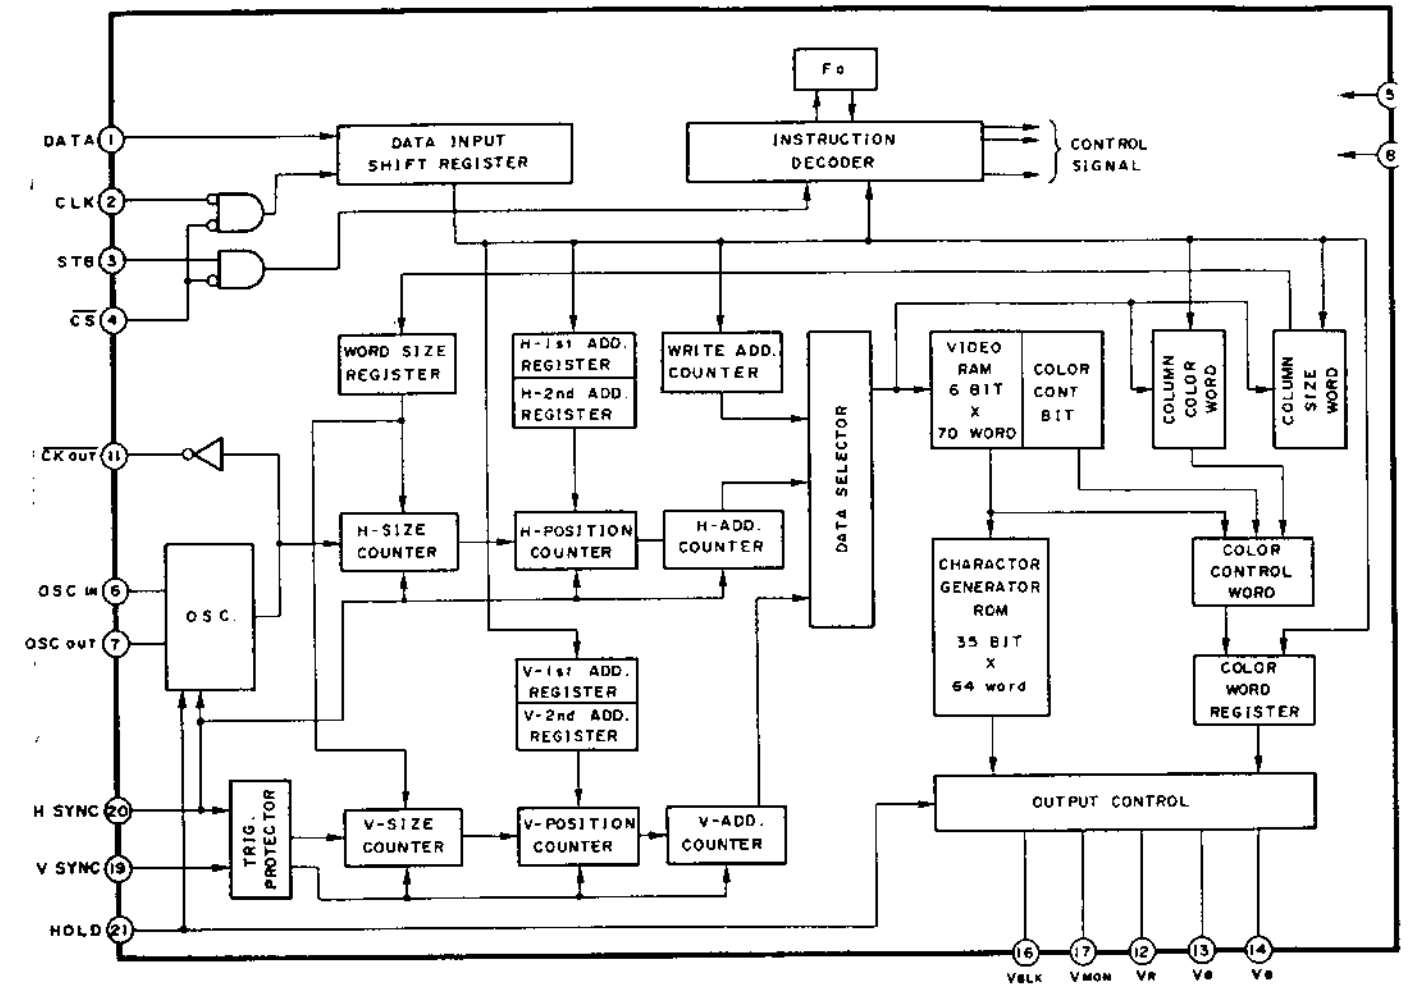 Fo
5
DATA 1
DATA INPUT
SHIFT REGISTER
INSTRUCTION
DECODER
CONTROL
SIGNAL
8
CLK 2
STB 3
CS 4
WORD SIZE
REGISTER
H-1st ADD.
REGISTER
H-2nd ADD.
REGISTER
WRITE ADD.
COUNTER
DATA SELECTOR
VIDEO
RAM
6 BIT
X
70 WORD
COLOR
CONT
BIT
COLUMN
COLOR
WORD
COLUMN
SIZE
WORD
CK OUT 11
H-SIZE
COUNTER
H-POSITION
COUNTER
H-ADD.
COUNTER
CHARACTOR
GENERATOR
ROM
35 BIT
X
64 word
COLOR
CONTROL
WORD
OSC IN 6
OSC.
OSC OUT 7
V-1st ADD.
REGISTER
V-2nd ADD.
REGISTER
COLOR
WORD
REGISTER
H SYNC 20
TRIG.
PROTECTOR
V-SIZE
COUNTER
V-POSITION
COUNTER
V-ADD.
COUNTER
OUTPUT CONTROL
V SYNC 19
HOLD 21
16 17 12 13 14
VBLK VMON VR